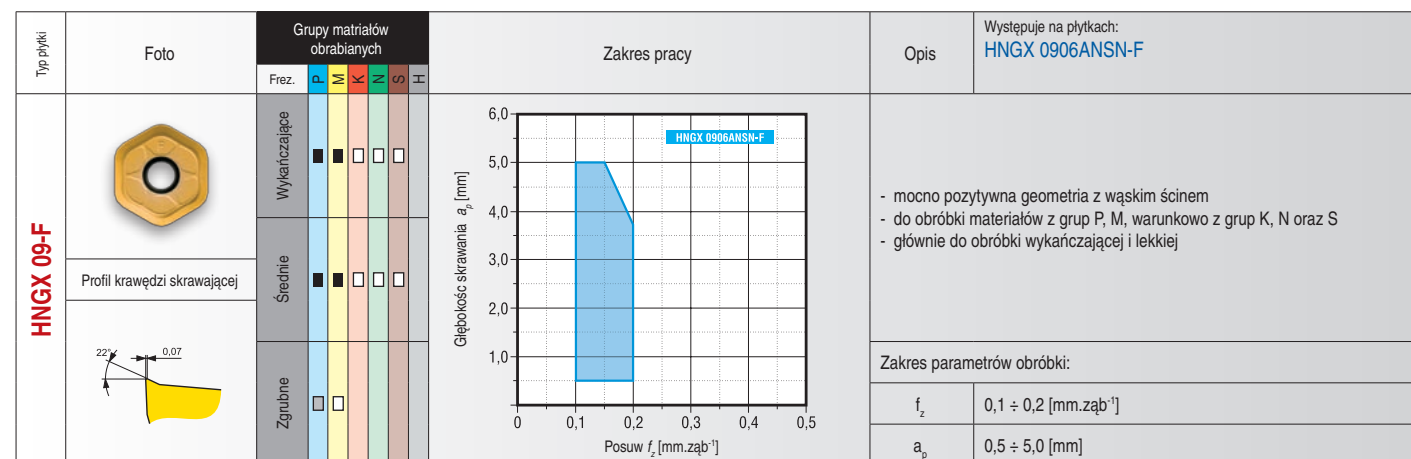 Typ płytki
Foto
Grupy matriałów
obrabianych
Frez.
P
M
K
N
S
H
Zakres pracy
Opis
Występuje na płytkach:
HNGX 0906ANSN-F
HNGX 09-F
Profil krawędzi skrawającej
22°
0,07
Wykańczające
Średnie
Zgrubne
Głębokośc skrawania ap [mm]
6,0
5,0
4,0
3,0
2,0
1,0
HNGX 0906ANSN-F
0
0,1
0,2
0,3
0,4
0,5
Posuw fz [mm.ząb-1]
- mocno pozytywna geometria z wąskim ścinem
- do obróbki materiałów z grup P, M, warunkowo z grup K, N oraz S
- głównie do obróbki wykańczającej i lekkiej
Zakres parametrów obróbki:
fz
0,1 ÷ 0,2 [mm.ząb-1]
ap
0,5 ÷ 5,0 [mm]